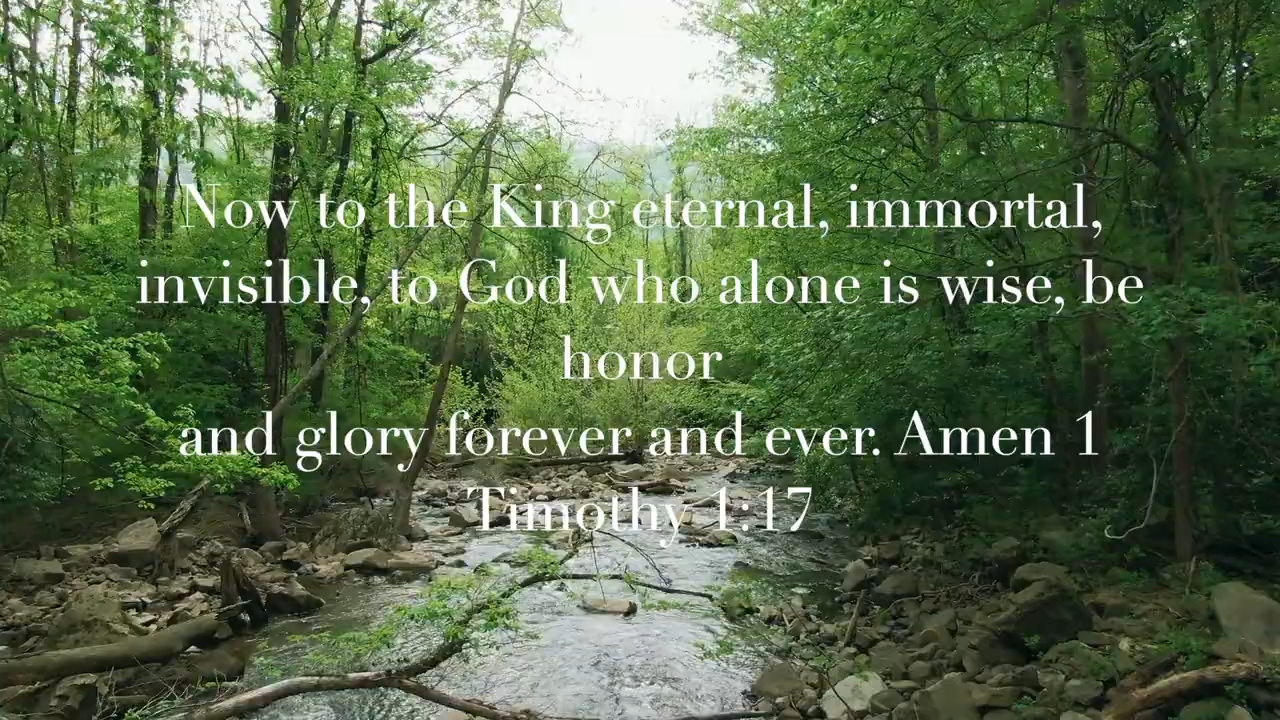 Now to the King eternal, immortal,
invisible, to God who alone is wise, be
honor
and glory forever and ever. Amen 1
Timothy 1:17